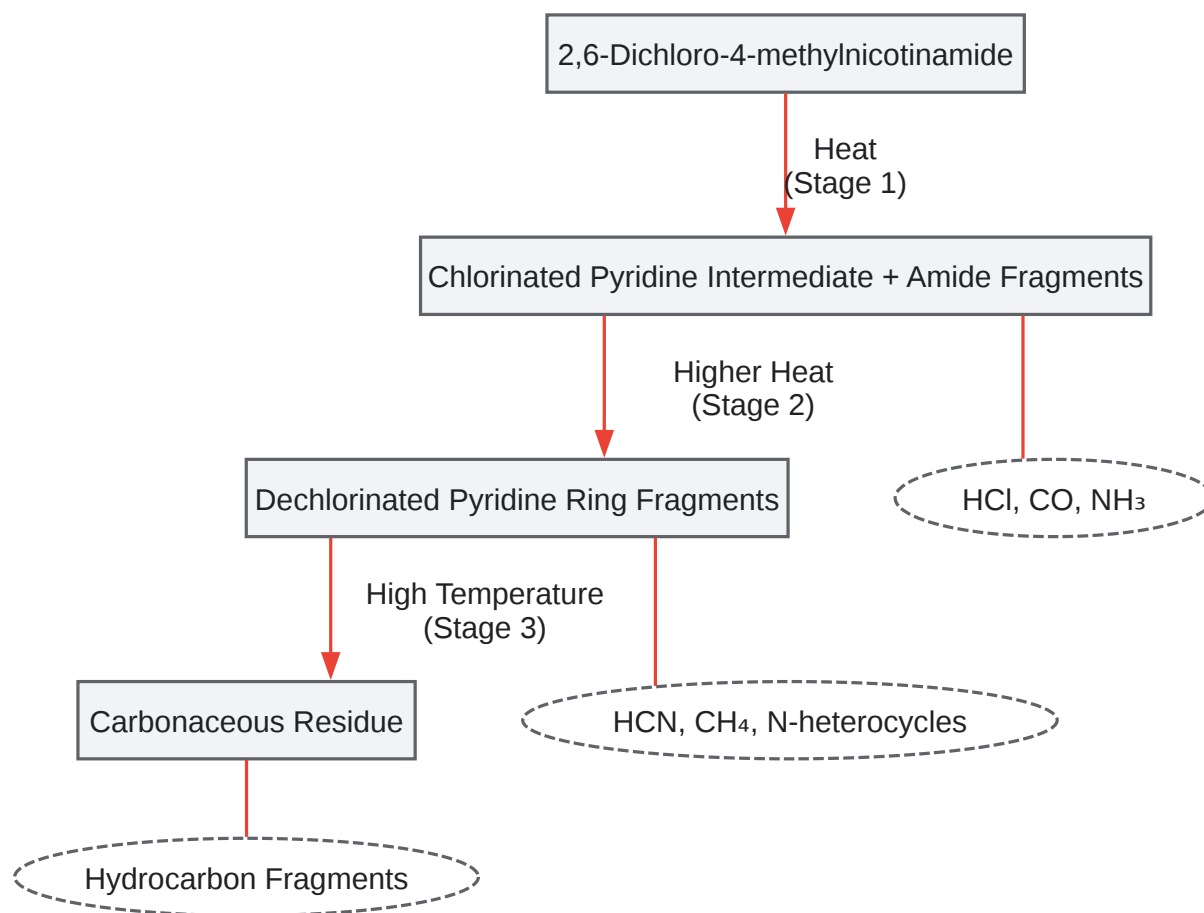 2,6-Dichloro-4-methylnicotinamide
Heat
(Stage 1)
Chlorinated Pyridine Intermediate + Amide Fragments
Higher Heat
(Stage 2)
Dechlorinated Pyridine Ring Fragments
HCl, CO, NH₃
High Temperature
(Stage 3)
Carbonaceous Residue
HCN, CH₄, N-heterocycles
Hydrocarbon Fragments